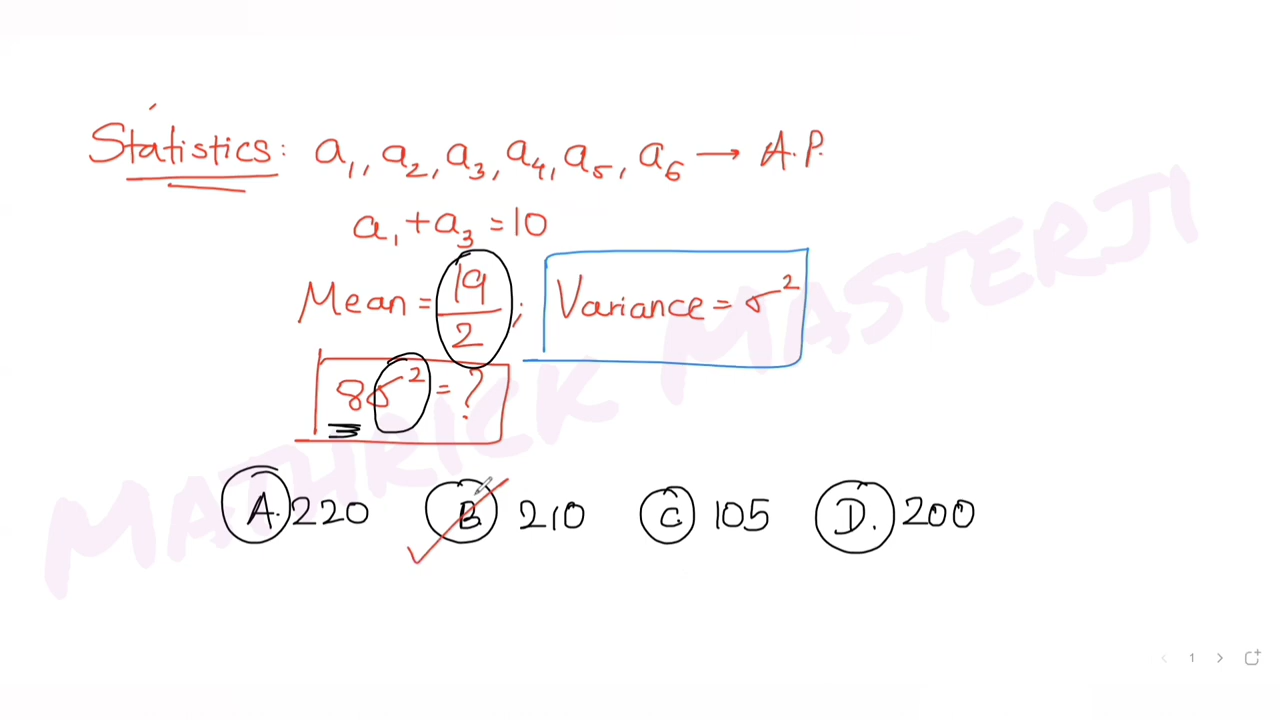 Statistics: a₁, a₂, a₃, a₄, a₅, a₆ → A.P.
a₁ + a₃ = 10
Mean = 19/2 ; Variance = σ²
8σ² = ?
A. 220 B. 210 C. 105 D. 200
MATHRICK MASTERJI
1